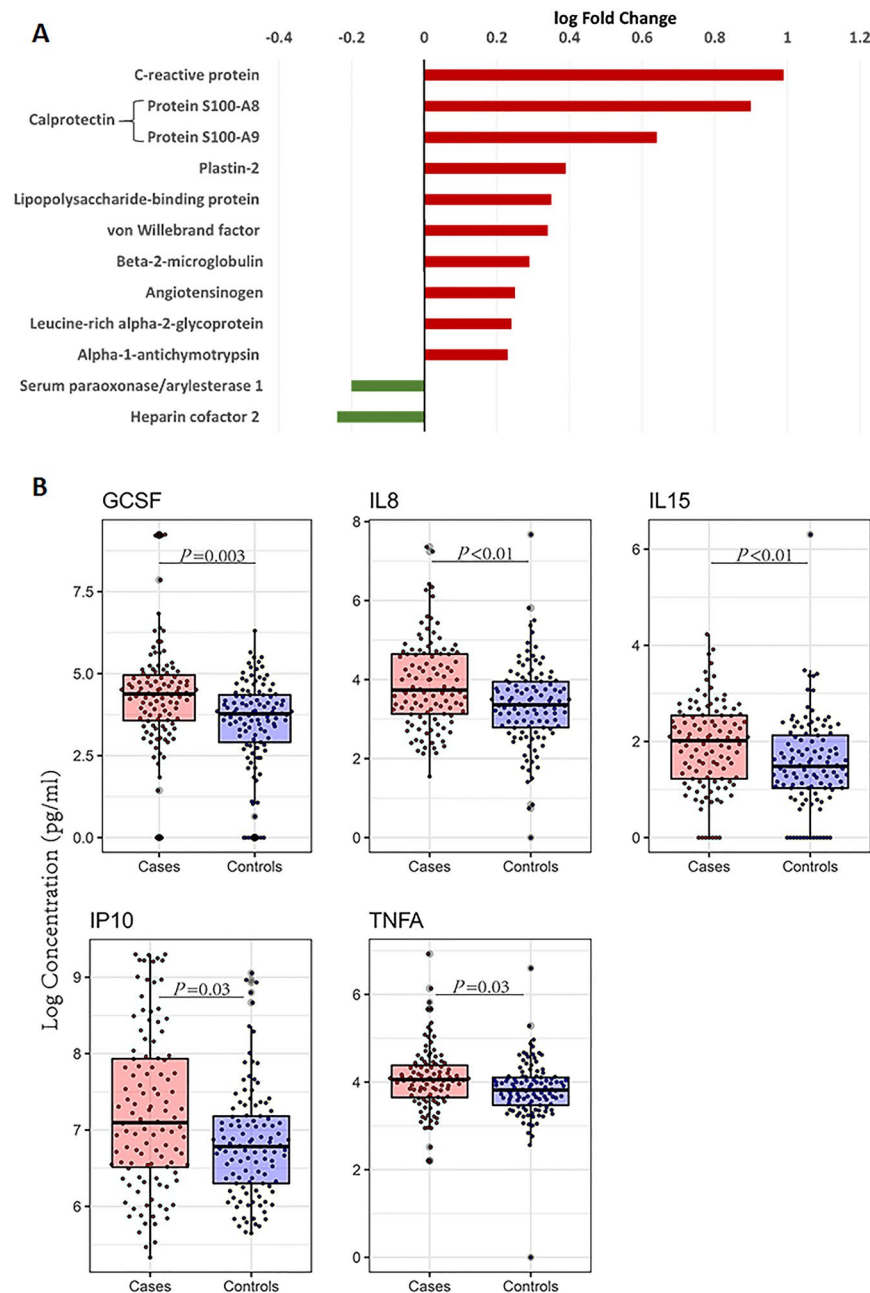 A
log Fold Change
-0.4 -0.2 0 0.2 0.4 0.6 0.8 1 1.2
C-reactive protein
Calprotectin
Protein S100-A8
Protein S100-A9
Plastin-2
Lipopolysaccharide-binding protein
von Willebrand factor
Beta-2-microglobulin
Angiotensinogen
Leucine-rich alpha-2-glycoprotein
Alpha-1-antichymotrypsin
Serum paraoxonase/arylesterase 1
Heparin cofactor 2
B
Log Concentration (pg/ml)
GCSF
P=0.003
7.5
5.0
2.5
0.0
Cases Controls
IL8
8
P<0.01
6
4
2
0
Cases Controls
IL15
6
P<0.01
4
2
0
Cases Controls
IP10
9
P=0.03
8
7
6
Cases Controls
TNFA
6
P=0.03
4
2
0
Cases Controls